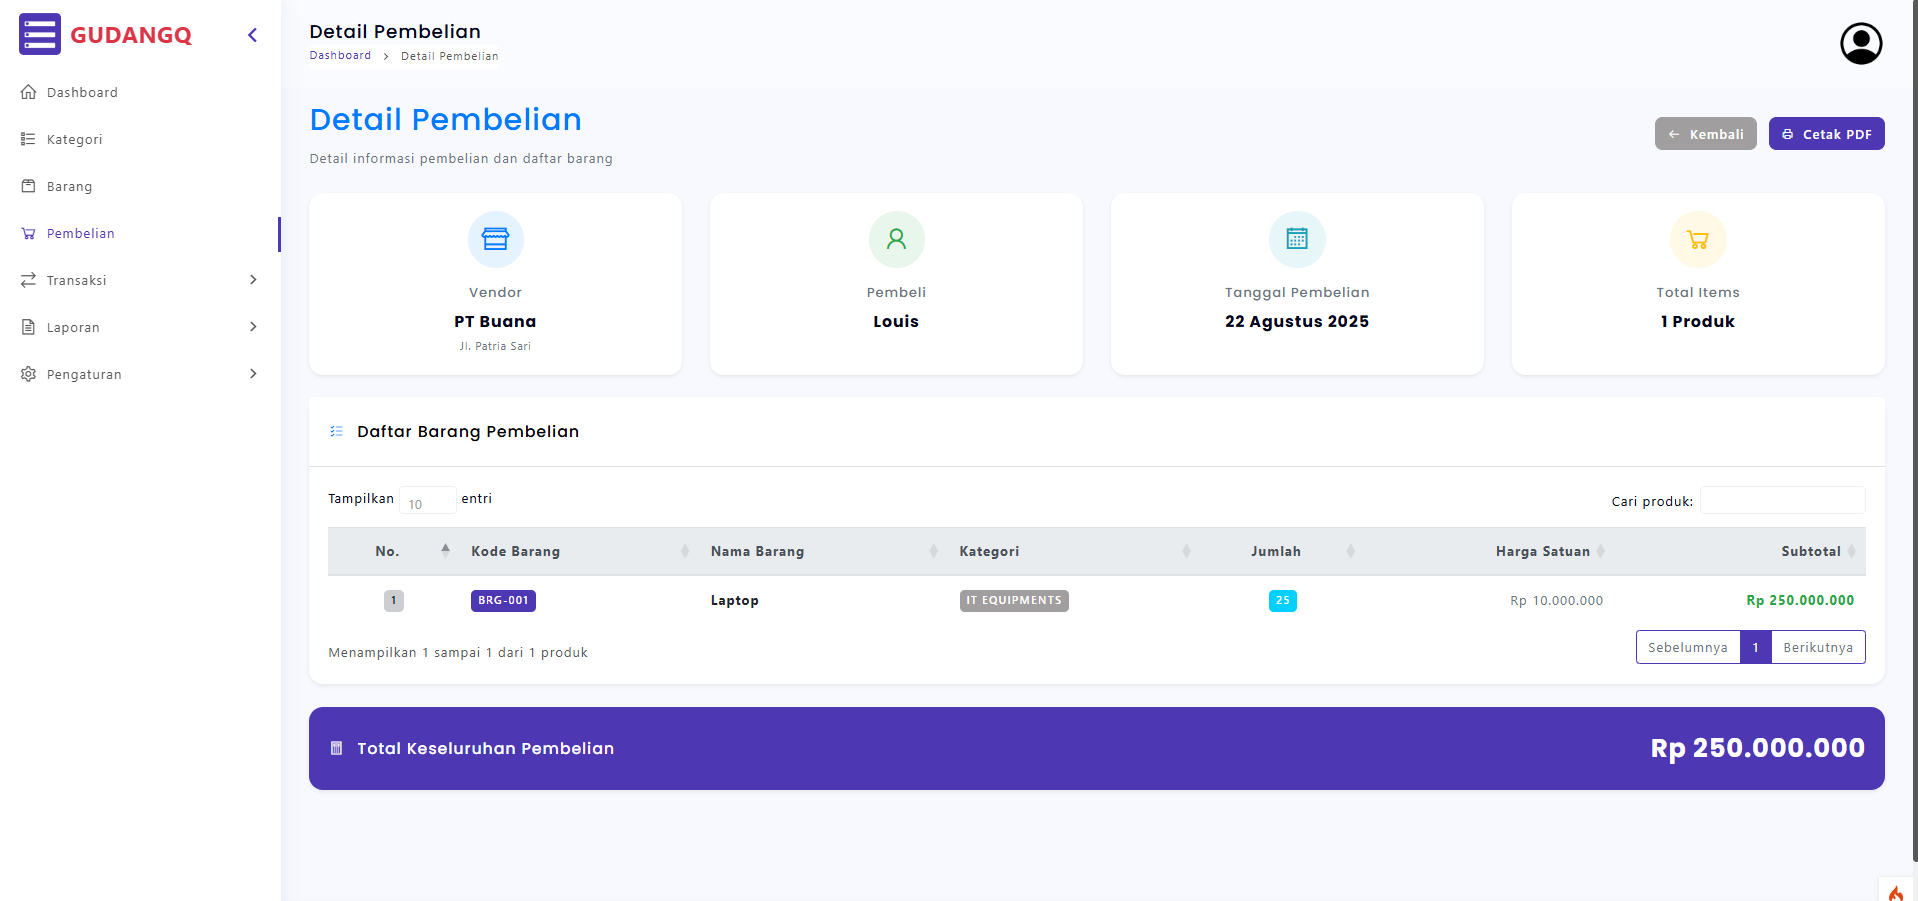 GUDANGQ
Dashboard
Kategori
Barang
Pembelian
Transaksi
Laporan
Pengaturan
Detail Pembelian
Dashboard > Detail Pembelian
Detail Pembelian
Detail informasi pembelian dan daftar barang
Kembali
Cetak PDF
Vendor
PT Buana
Jl. Patria Sari
Pembeli
Louis
Tanggal Pembelian
22 Agustus 2025
Total Items
1 Produk
Daftar Barang Pembelian
Tampilkan 10 entri
Cari produk:
No. Kode Barang Nama Barang Kategori Jumlah Harga Satuan Subtotal
1 BRG-001 Laptop IT EQUIPMENTS 25 Rp 10.000.000 Rp 250.000.000
Menampilkan 1 sampai 1 dari 1 produk
Sebelumnya 1 Berikutnya
Total Keseluruhan Pembelian
Rp 250.000.000